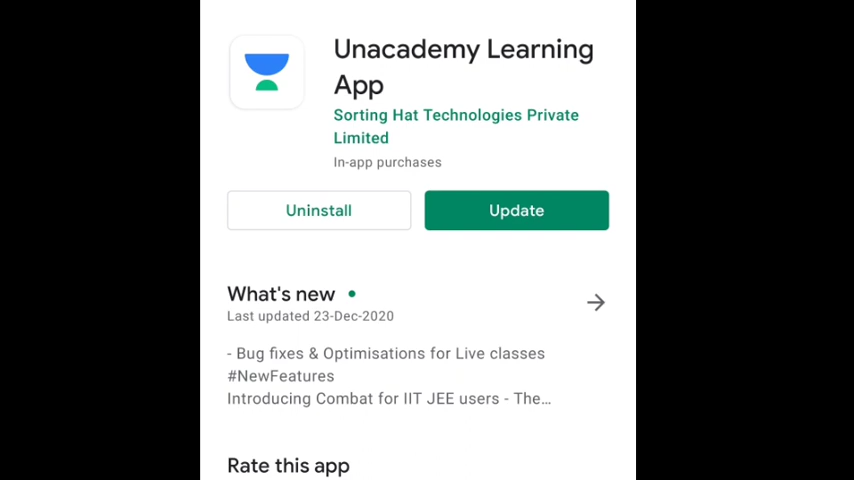 Unacademy Learning
App
Sorting Hat Technologies Private
Limited
In-app purchases
Uninstall
Update
What's new
Last updated 23-Dec-2020
- Bug fixes & Optimisations for Live classes
#NewFeatures
Introducing Combat for IIT JEE users - The…
Rate this app